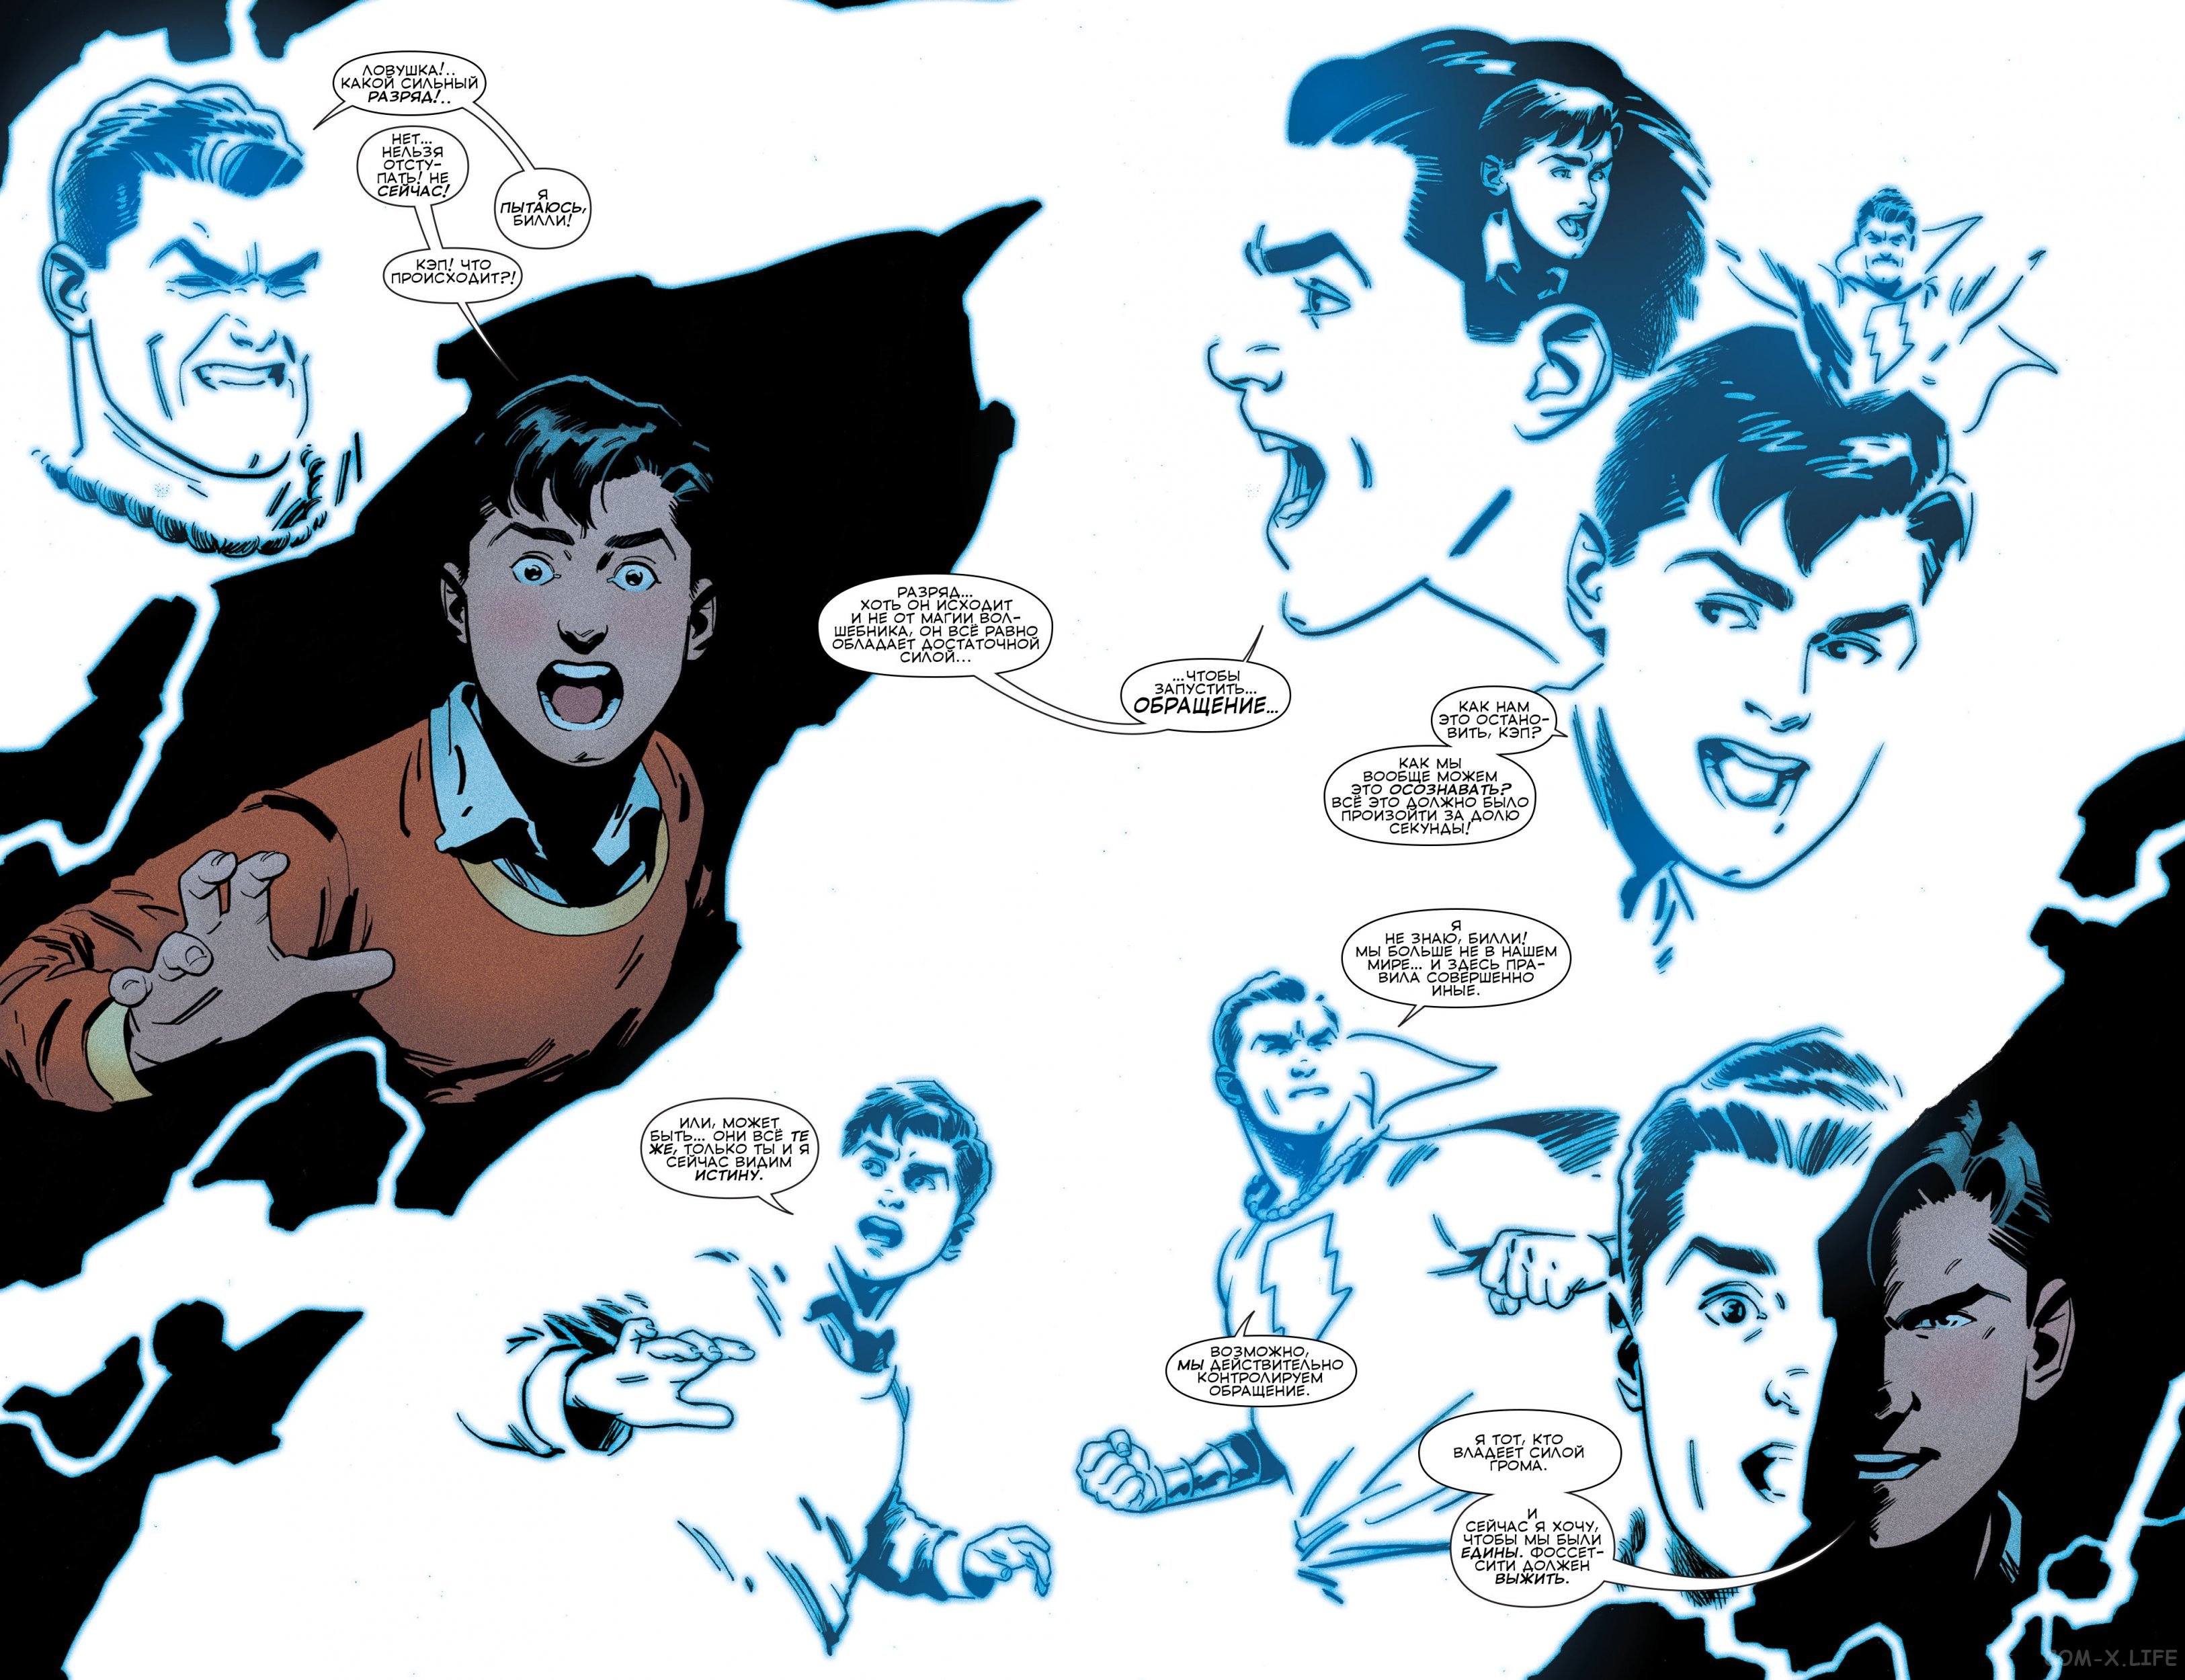 ЛОВУШКА!..
КАКОЙ СИЛЬНЫЙ
РАЗРЯД!..
НЕТ...
НЕЛЬЗЯ
ОТСТУ-
ПАТЬ! НЕ
СЕЙЧАС!
Я
ПЫТАЮСЬ,
БИЛЛИ!
КЭП! ЧТО
ПРОИСХОДИТ?!
РАЗРЯД...
ХОТЬ ОН ИСХОДИТ
И НЕ ОТ МАГИИ ВОЛ-
ШЕБНИКА, ОН ВСЁ РАВНО
ОБЛАДАЕТ ДОСТАТОЧНОЙ
СИЛОЙ...
...ЧТОБЫ
ЗАПУСТИТЬ...
ОБРАЩЕНИЕ...
КАК НАМ
ЭТО ОСТАНО-
ВИТЬ, КЭП?
КАК МЫ
ВООБЩЕ МОЖЕМ
ЭТО ОСОЗНАВАТЬ?
ВСЁ ЭТО ДОЛЖНО БЫЛО
ПРОИЗОЙТИ ЗА ДОЛЮ
СЕКУНДЫ!
Я
НЕ ЗНАЮ, БИЛЛИ!
МЫ БОЛЬШЕ НЕ В НАШЕМ
МИРЕ... И ЗДЕСЬ ПРА-
ВИЛА СОВЕРШЕННО
ИНЫЕ.
ИЛИ, МОЖЕТ
БЫТЬ... ОНИ ВСЁ ТЕ
ЖЕ, ТОЛЬКО ТЫ И Я
СЕЙЧАС ВИДИМ
ИСТИНУ.
ВОЗМОЖНО,
МЫ ДЕЙСТВИТЕЛЬНО
КОНТРОЛИРУЕМ
ОБРАЩЕНИЕ.
Я ТОТ, КТО
ВЛАДЕЕТ СИЛОЙ
ГРОМА.
И
СЕЙЧАС Я ХОЧУ,
ЧТОБЫ МЫ БЫЛИ
ЕДИНЫ. ФОССЕТ-
СИТИ ДОЛЖЕН
ВЫЖИТЬ.
COM-X.LIFE